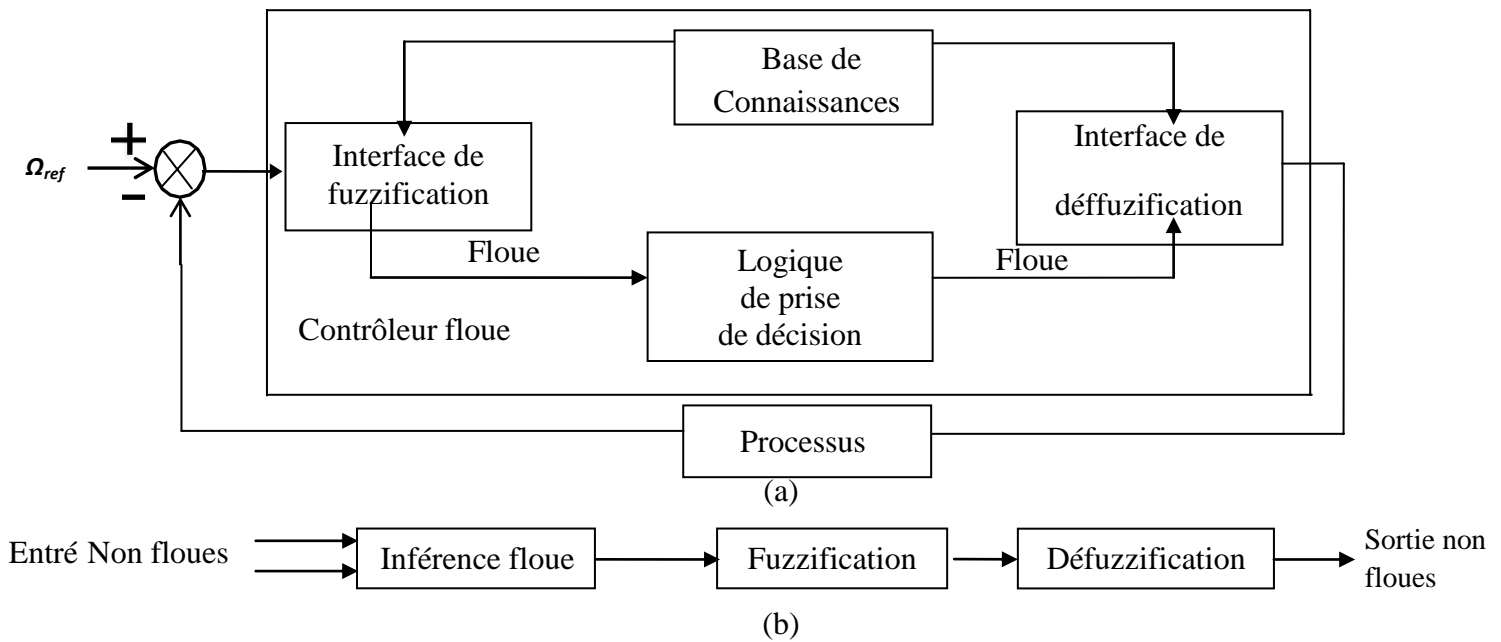 Base de
Connaissances
Interface de
fuzzification
Interface de
déffuzification
+
Ω_ref
−
Floue
Logique
de prise
de décision
Floue
Contrôleur floue
Processus
(a)
Entré Non floues
Inférence floue
Fuzzification
Défuzzification
Sortie non
floues
(b)